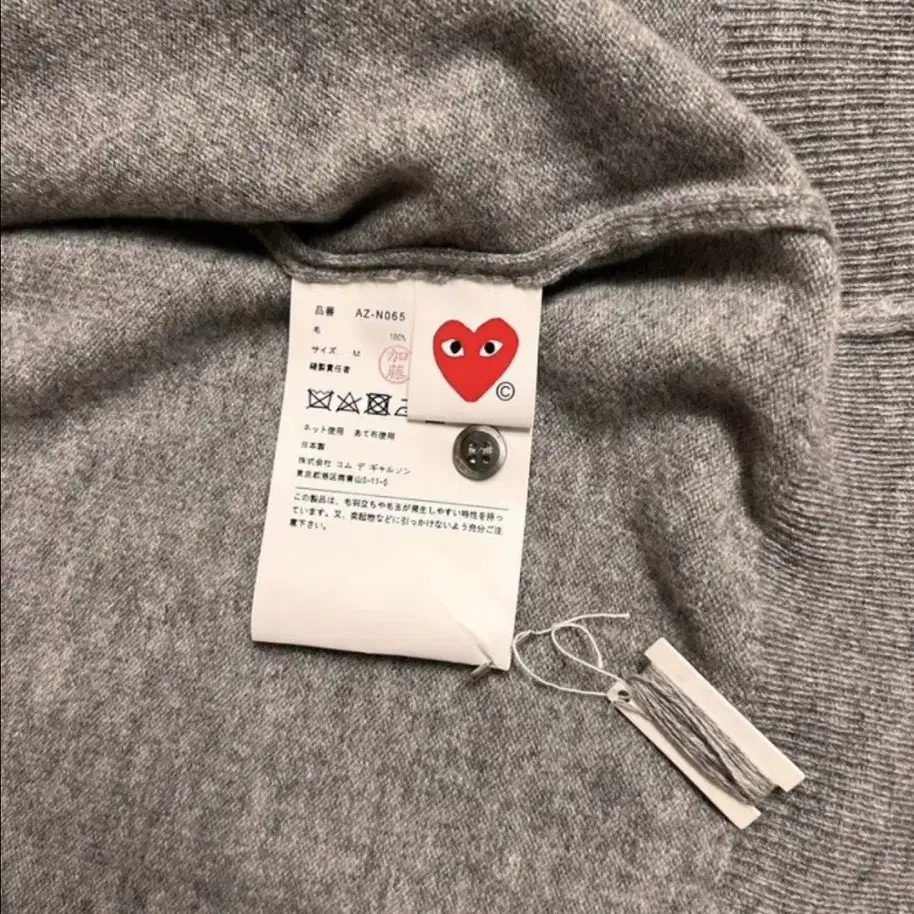 品番 AZ-N065
毛 100%
サイズ M
縫製責任者 加藤
ネット使用 あて布使用
日本製
株式会社 コム デ ギャルソン
東京都港区南青山5-11-5
この製品は、毛羽立ちや毛玉が発生しやすい特性を持っ
ています。又、突起物などに引っかけないよう充分ご注
意下さい。
©